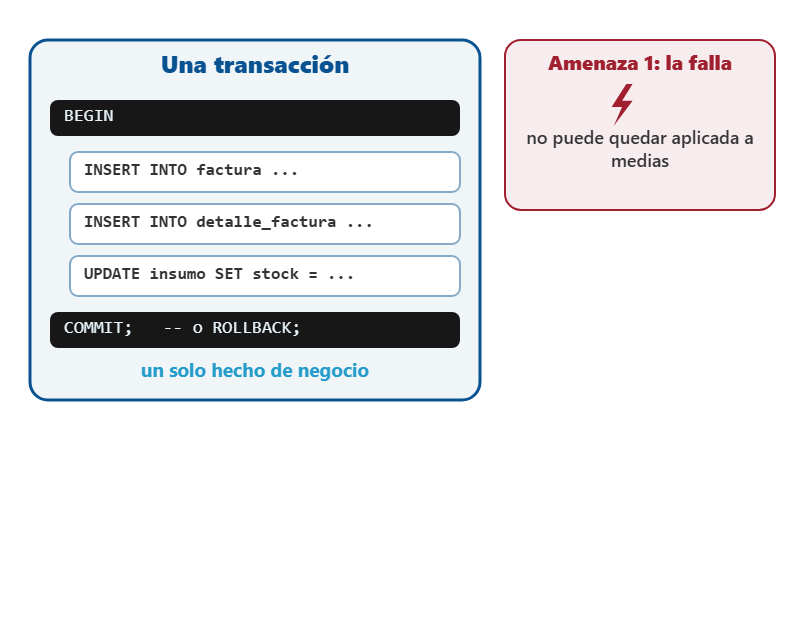 Una transacción
BEGIN
INSERT INTO factura ...
INSERT INTO detalle_factura ...
UPDATE insumo SET stock = ...
COMMIT;   -- o ROLLBACK;
un solo hecho de negocio
Amenaza 1: la falla
no puede quedar aplicada a
medias